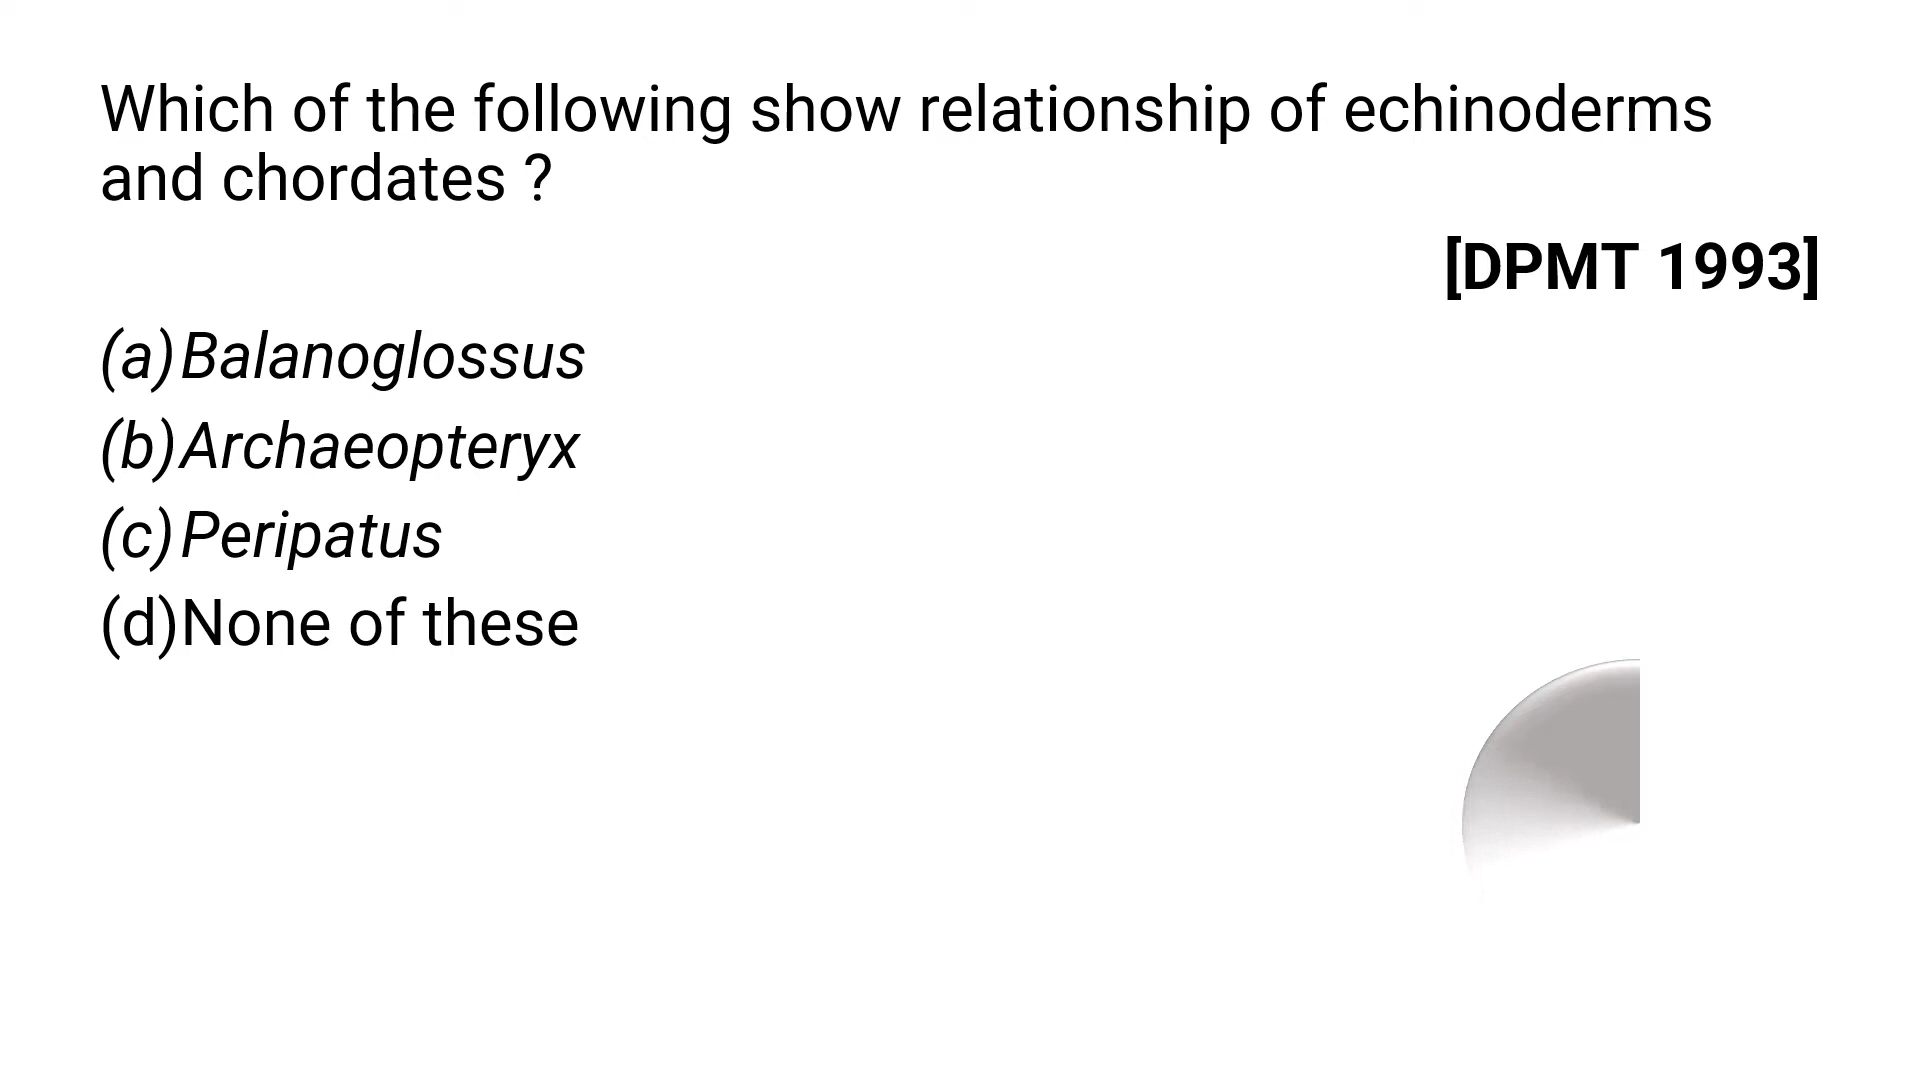 Which of the following show relationship of echinoderms
and chordates ?
[DPMT 1993]
(a) Balanoglossus
(b) Archaeopteryx
(c) Peripatus
(d) None of these